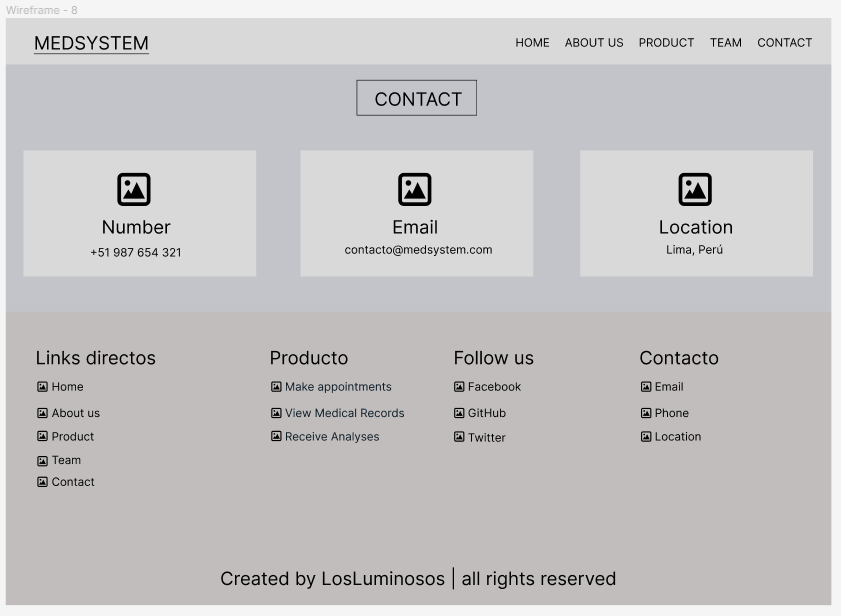 Wireframe - 8
MEDSYSTEM
HOME ABOUT US PRODUCT TEAM CONTACT
CONTACT
Number
+51 987 654 321
Email
contacto@medsystem.com
Location
Lima, Perú
Links directos
Home
About us
Product
Team
Contact
Producto
Make appointments
View Medical Records
Receive Analyses
Follow us
Facebook
GitHub
Twitter
Contacto
Email
Phone
Location
Created by LosLuminosos | all rights reserved